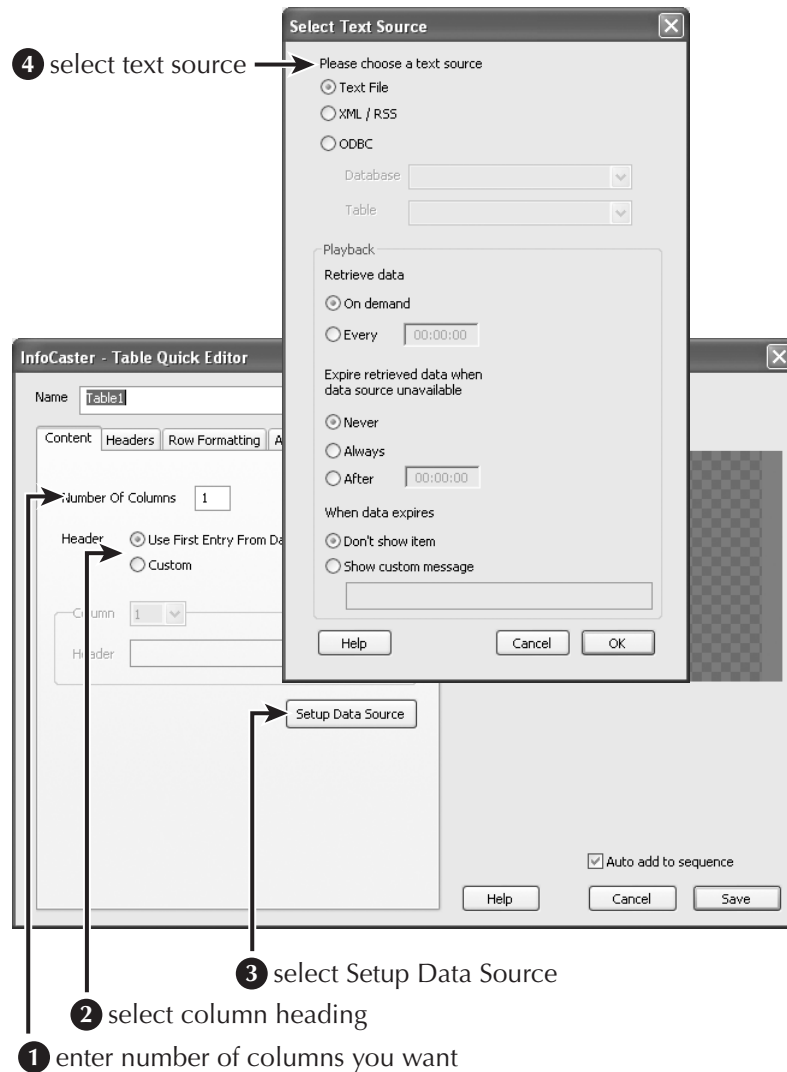 Select Text Source
4 select text source
Please choose a text source
Text File
XML / RSS
ODBC
Database
Table
Playback
Retrieve data
On demand
Every 00:00:00
Expire retrieved data when
data source unavailable
Never
Always
After 00:00:00
When data expires
Don't show item
Show custom message
Help Cancel OK
InfoCaster - Table Quick Editor
Name Table1
Content Headers Row Formatting A
Number Of Columns 1
Header Use First Entry From Da
Custom
Column 1
Header
Setup Data Source
Auto add to sequence
Help Cancel Save
3 select Setup Data Source
2 select column heading
1 enter number of columns you want